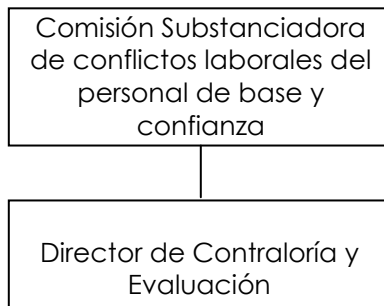 Comisión Substanciadora
de conflictos laborales del
personal de base y
confianza
Director de Contraloría y
Evaluación